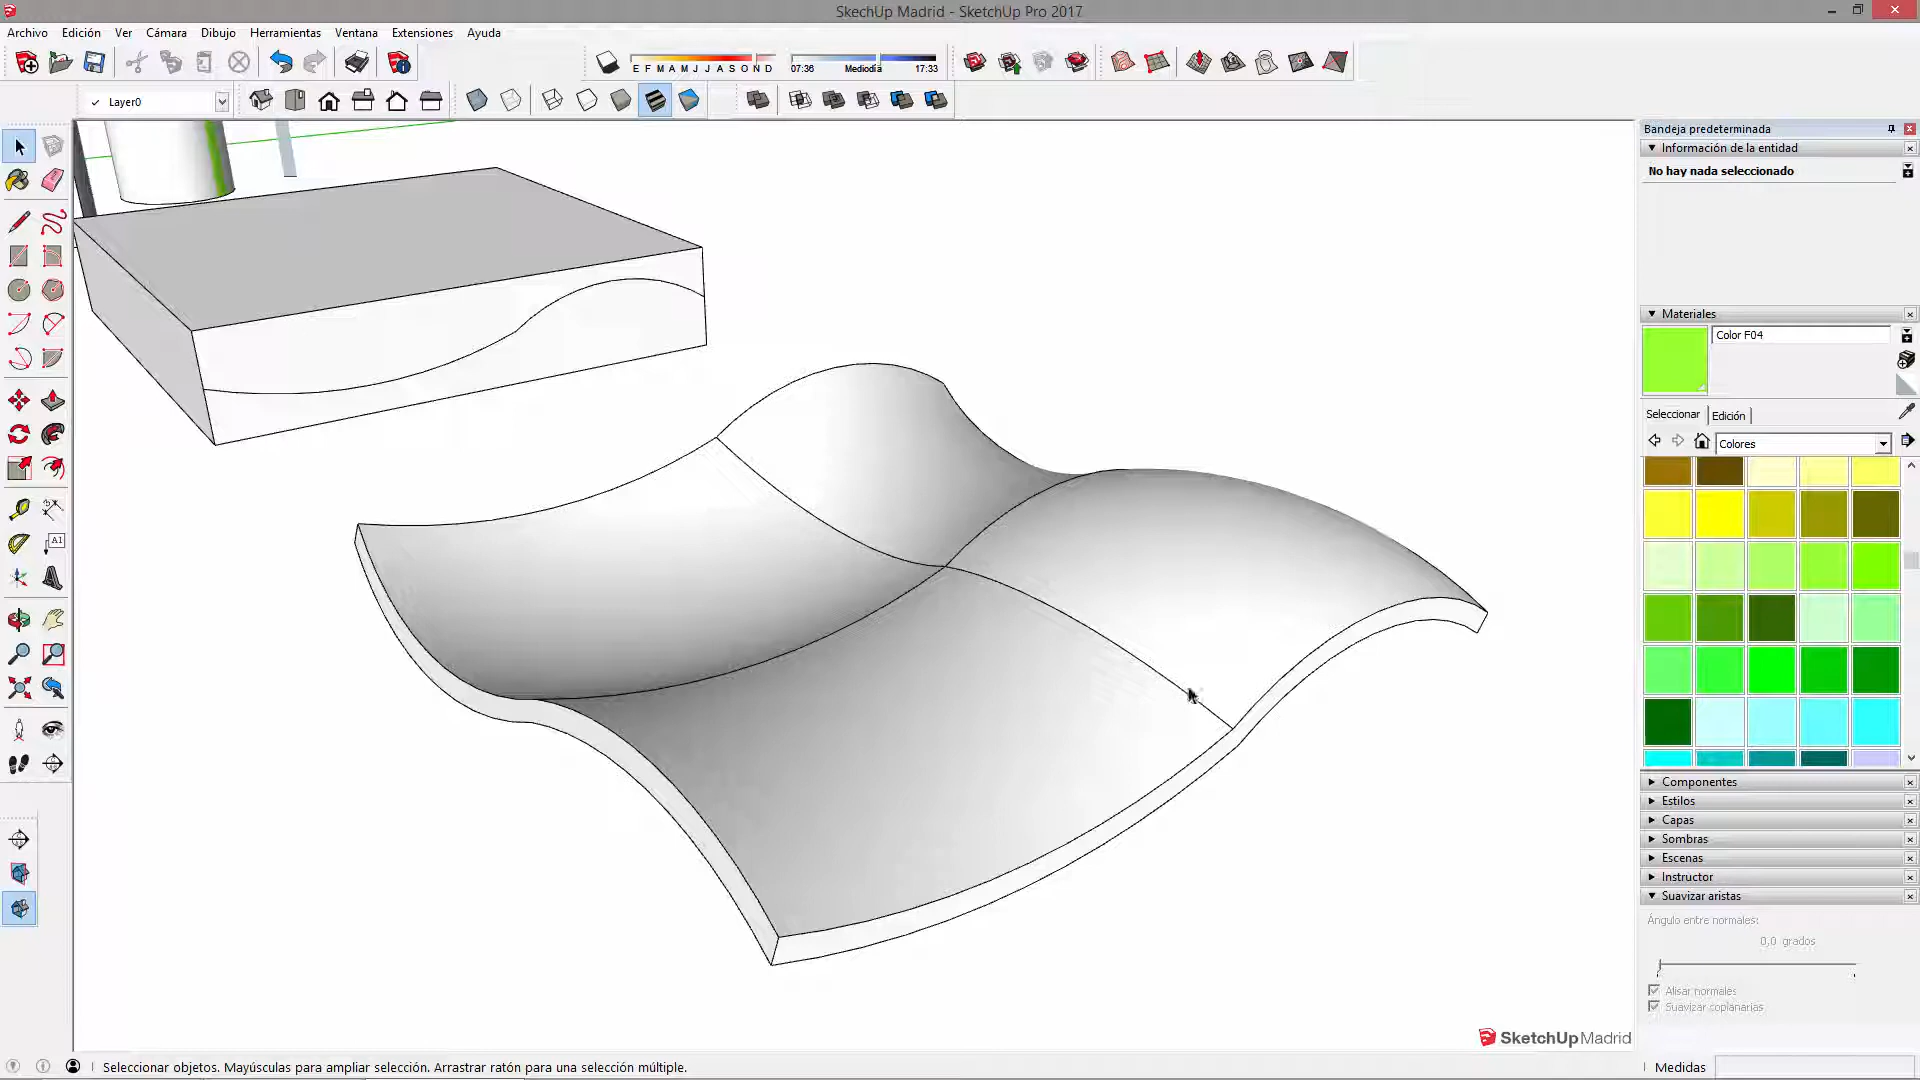 SkechUp Madrid - SketchUp Pro 2017
Archivo Edición Ver Cámara Dibujo Herramientas Ventana Extensiones Ayuda
E F M A M J J A S O N D 07:36 Mediodía 17:33
Layer0
Bandeja predeterminada
Información de la entidad
No hay nada seleccionado
Materiales
Color F04
Seleccionar Edición
Colores
A1
Componentes
Estilos
Capas
Sombras
Escenas
Instructor
Suavizar aristas
Ángulo entre normales:
0,0 grados
Alisar normales
Suavizar coplanarias
SketchUp Madrid
Seleccionar objetos. Mayúsculas para ampliar selección. Arrastrar ratón para una selección múltiple.
Medidas